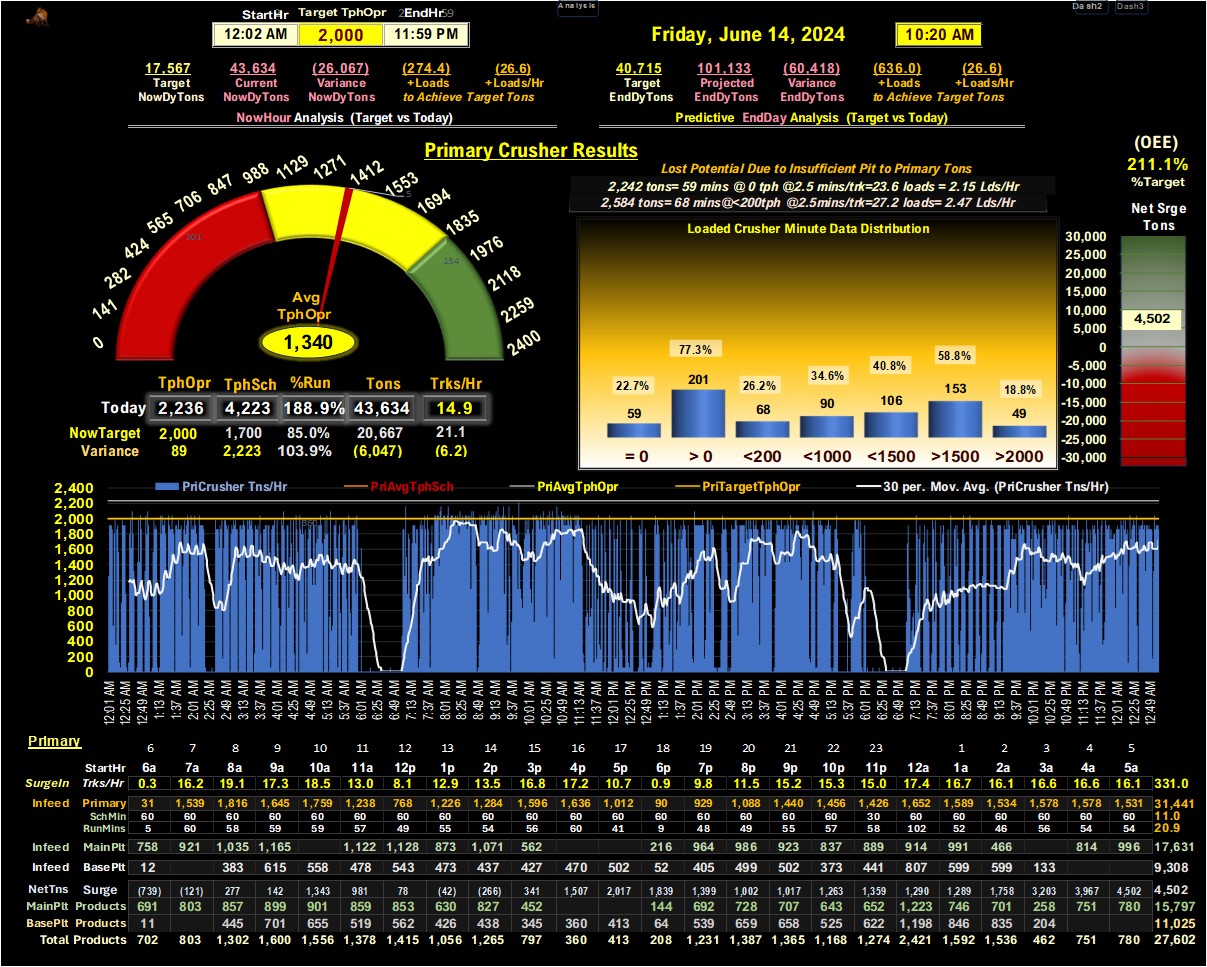 Analysis
Dash2 Dash3
StartHr Target TphOpr EndHr
12:02 AM 2,000 11:59 PM
Friday, June 14, 2024 10:20 AM
17,567 43,634 (26,067) (274.4) (26.6)
Target Current Variance +Loads +Loads/Hr
NowDyTons NowDyTons NowDyTons to Achieve Target Tons
NowHour Analysis (Target vs Today)
40,715 101,133 (60,418) (636.0) (26.6)
Target Projected Variance +Loads +Loads/Hr
EndDyTons EndDyTons EndDyTons to Achieve Target Tons
Predictive EndDay Analysis (Target vs Today)
Primary Crusher Results
0 141 282 424 565 706 847 988 1129 1271 1412 1553 1694 1835 1976 2118 2259 2400
201
5
154
Avg
TphOpr
1,340
Lost Potential Due to Insufficient Pit to Primary Tons
2,242 tons= 59 mins @ 0 tph @2.5 mins/trk=23.6 loads = 2.15 Lds/Hr
2,584 tons= 68 mins@<200tph @2.5mins/trk=27.2 loads= 2.47 Lds/Hr
Loaded Crusher Minute Data Distribution
22.7% 77.3% 26.2% 34.6% 40.8% 58.8% 18.8%
59 201 68 90 106 153 49
= 0 > 0 <200 <1000 <1500 >1500 >2000
(OEE)
211.1%
%Target
Net Srge
Tons
30,000
25,000
20,000
15,000
10,000
5,000
0
-5,000
-10,000
-15,000
-20,000
-25,000
-30,000
4,502
TphOpr TphSch %Run Tons Trks/Hr
Today 2,236 4,223 188.9% 43,634 14.9
NowTarget 2,000 1,700 85.0% 20,667 21.1
Variance 89 2,223 103.9% (6,047) (6.2)
PriCrusher Tns/Hr PriAvgTphSch PriAvgTphOpr PriTargetTphOpr 30 per. Mov. Avg. (PriCrusher Tns/Hr)
2,400
2,200
2,000
1,800
1,600
1,400
1,200
1,000
800
600
400
200
0
12:01 AM 12:25 AM 12:49 AM 1:13 AM 1:37 AM 2:01 AM 2:25 AM 2:49 AM 3:13 AM 3:37 AM 4:01 AM 4:25 AM 4:49 AM 5:13 AM 5:37 AM 6:01 AM 6:25 AM 6:49 AM 7:13 AM 7:37 AM 8:01 AM 8:25 AM 8:49 AM 9:13 AM 9:37 AM 10:01 AM 10:25 AM 10:49 AM 11:13 AM 11:37 AM 12:01 PM 12:25 PM 12:49 PM 1:13 PM 1:37 PM 2:01 PM 2:25 PM 2:49 PM 3:13 PM 3:37 PM 4:01 PM 4:25 PM 4:49 PM 5:13 PM 5:37 PM 6:01 PM 6:25 PM 6:49 PM 7:13 PM 7:37 PM 8:01 PM 8:25 PM 8:49 PM 9:13 PM 9:37 PM 10:01 PM 10:25 PM 10:49 PM 11:13 PM 11:37 PM 12:01 AM 12:25 AM 12:49 AM
Primary
6 7 8 9 10 11 12 13 14 15 16 17 18 19 20 21 22 23 1 2 3 4 5
StartHr 6a 7a 8a 9a 10a 11a 12p 1p 2p 3p 4p 5p 6p 7p 8p 9p 10p 11p 12a 1a 2a 3a 4a 5a
SurgeIn Trks/Hr 0.3 16.2 19.1 17.3 18.5 13.0 8.1 12.9 13.5 16.8 17.2 10.7 0.9 9.8 11.5 15.2 15.3 15.0 17.4 16.7 16.1 16.6 16.6 16.1 331.0
Infeed Primary 31 1,539 1,816 1,645 1,759 1,238 768 1,226 1,284 1,596 1,636 1,012 90 929 1,088 1,440 1,456 1,426 1,652 1,589 1,534 1,578 1,578 1,531 31,441
SchMin 60 60 60 60 60 60 60 60 60 60 60 60 60 60 60 60 60 30 60 60 60 60 60 60 11.0
RunMins 5 60 58 59 59 57 49 55 54 56 60 41 9 48 49 55 57 58 102 52 46 56 54 54 20.9
Infeed MainPlt 758 921 1,035 1,165 1,122 1,128 873 1,071 562 216 964 986 923 837 889 914 991 466 814 996 17,631
Infeed BasePlt 12 383 615 558 478 543 473 437 427 470 502 52 405 499 502 373 441 807 599 599 133 9,308
NetTns Surge (739) (121) 277 142 1,343 981 78 (42) (266) 341 1,507 2,017 1,839 1,399 1,002 1,017 1,263 1,359 1,290 1,289 1,758 3,203 3,967 4,502 4,502
MainPlt Products 691 803 857 899 901 859 853 630 827 452 144 692 728 707 643 652 1,223 746 701 258 751 780 15,797
BasePlt Products 11 445 701 655 519 562 426 438 345 360 413 64 539 659 658 525 622 1,198 846 835 204 11,025
Total Products 702 803 1,302 1,600 1,556 1,378 1,415 1,056 1,265 797 360 413 208 1,231 1,387 1,365 1,168 1,274 2,421 1,592 1,536 462 751 780 27,602